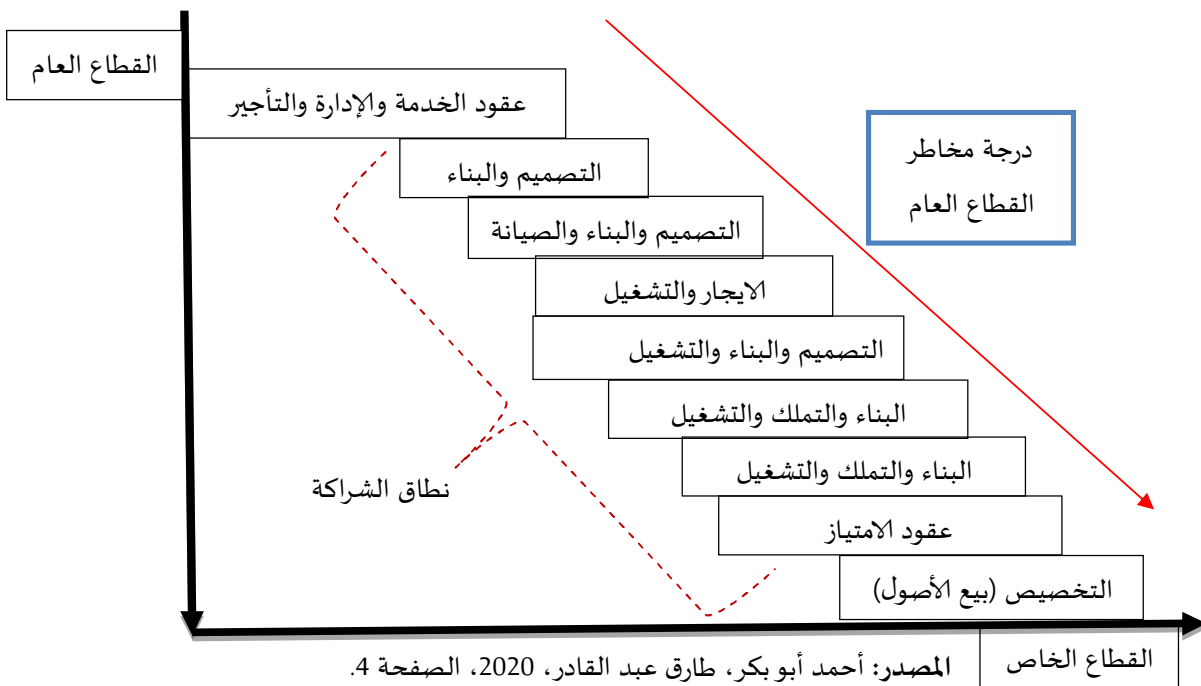 القطاع العام
عقود الخدمة والإدارة والتأجير
درجة مخاطر
القطاع العام
التصميم والبناء
التصميم والبناء والصيانة
الايجار والتشغيل
التصميم والبناء والتشغيل
البناء والتملك والتشغيل
البناء والتملك والتشغيل
نطاق الشراكة
عقود الامتياز
التخصيص (بيع الأصول)
القطاع الخاص
المصدر: أحمد أبو بكر، طارق عبد القادر، 2020، الصفحة 4.